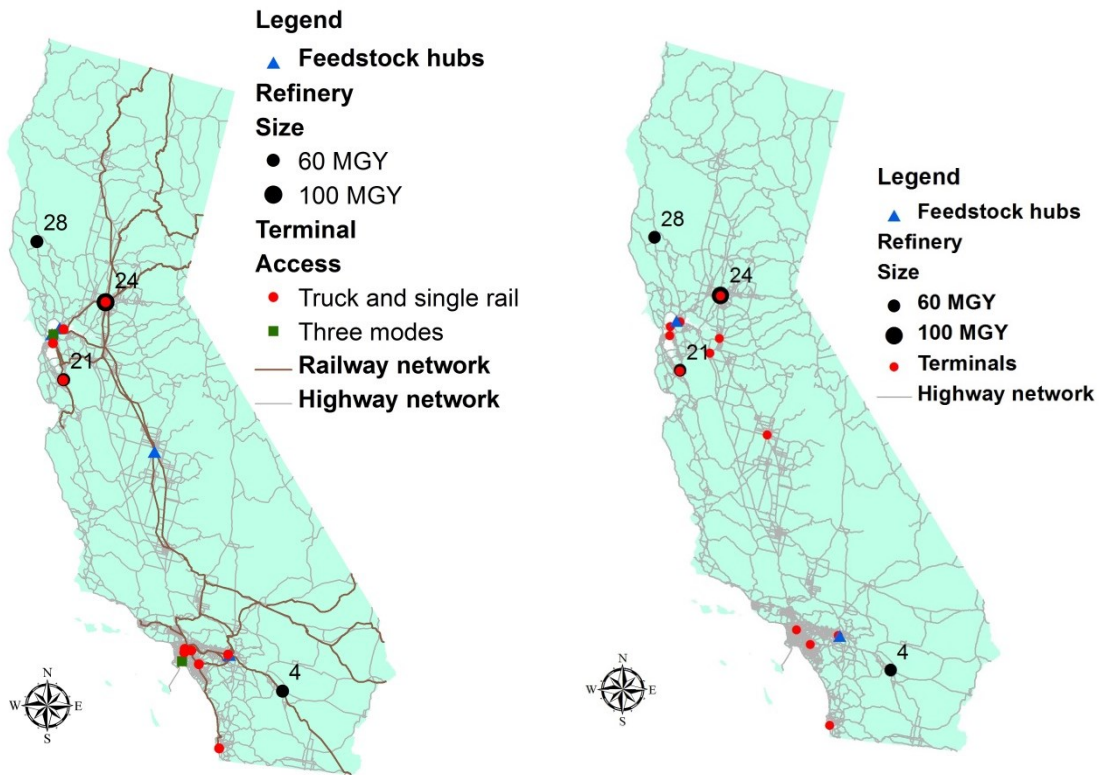 Legend
Feedstock hubs
Refinery
Size
60 MGY
100 MGY
Terminal
Access
Truck and single rail
Three modes
Railway network
Highway network
28
24
21
4
N
W E
S
Legend
Feedstock hubs
Refinery
Size
60 MGY
100 MGY
Terminals
Highway network
28
24
21
4
N
W E
S